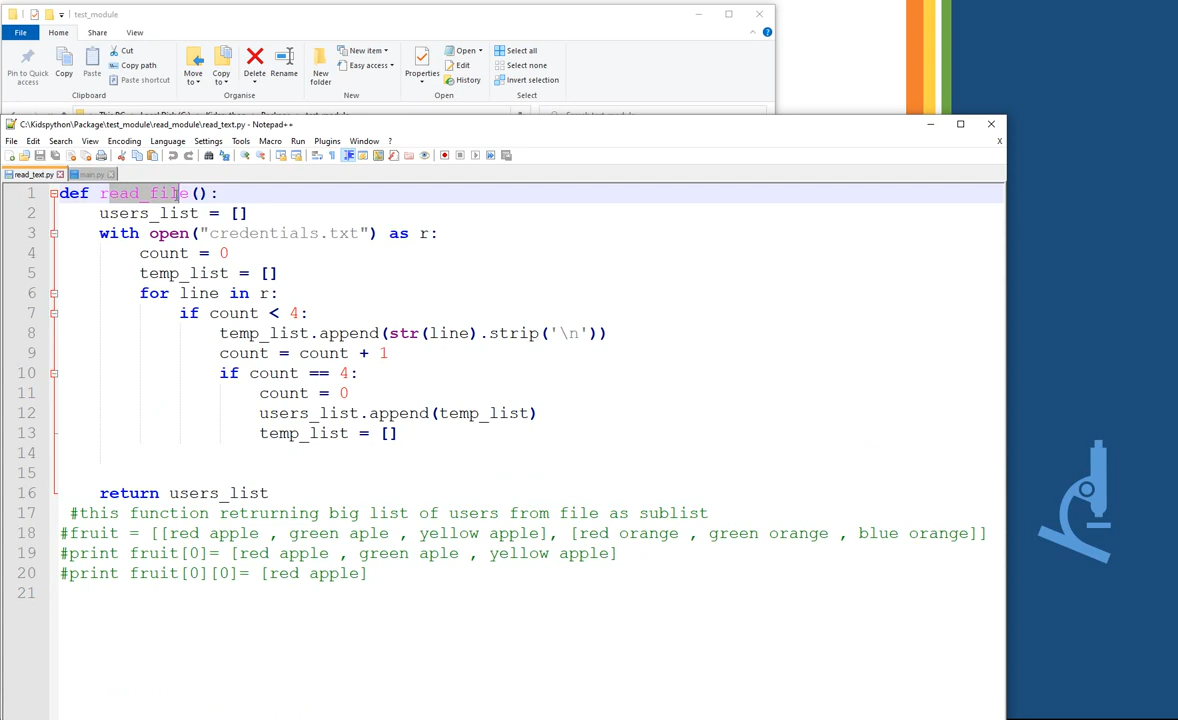 test_module
File Home Share View
Pin to Quick access
Copy
Paste
Cut
Copy path
Paste shortcut
Move to
Copy to
Delete
Rename
New folder
New item
Easy access
Properties
Open
Edit
History
Select all
Select none
Invert selection
Clipboard Organise New Open Select
C:\Kidspython\Package\test_module\read_module\read_text.py - Notepad++
File Edit Search View Encoding Language Settings Tools Macro Run Plugins Window ? X
read_text.py main.py
1 def read_file():
2 users_list = []
3 with open("credentials.txt") as r:
4 count = 0
5 temp_list = []
6 for line in r:
7 if count < 4:
8 temp_list.append(str(line).strip('\n'))
9 count = count + 1
10 if count == 4:
11 count = 0
12 users_list.append(temp_list)
13 temp_list = []
14
15
16 return users_list
17 #this function retrurning big list of users from file as sublist
18 #fruit = [[red apple , green aple , yellow apple], [red orange , green orange , blue orange]]
19 #print fruit[0]= [red apple , green aple , yellow apple]
20 #print fruit[0][0]= [red apple]
21